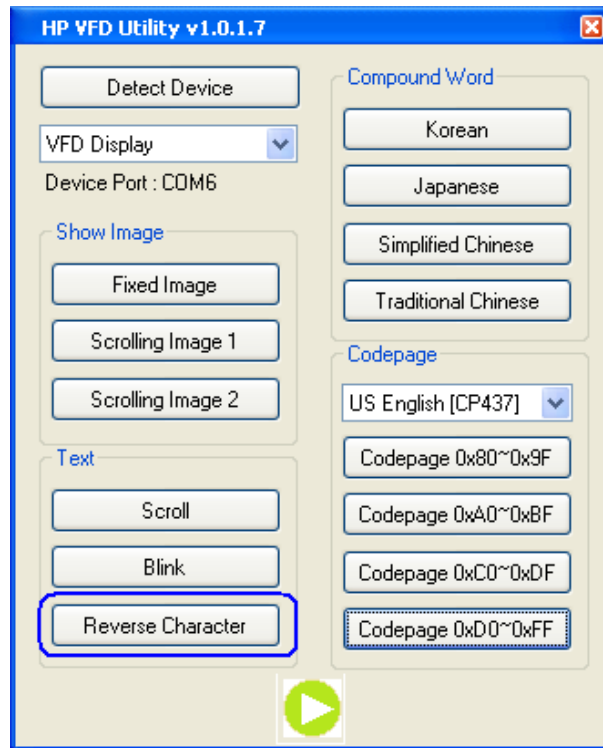 HP VFD Utility v1.0.1.7
Detect Device
VFD Display
Device Port : COM6
Show Image
Fixed Image
Scrolling Image 1
Scrolling Image 2
Text
Scroll
Blink
Reverse Character
Compound Word
Korean
Japanese
Simplified Chinese
Traditional Chinese
Codepage
US English [CP437]
Codepage 0x80~0x9F
Codepage 0xA0~0xBF
Codepage 0xC0~0xDF
Codepage 0xD0~0xFF